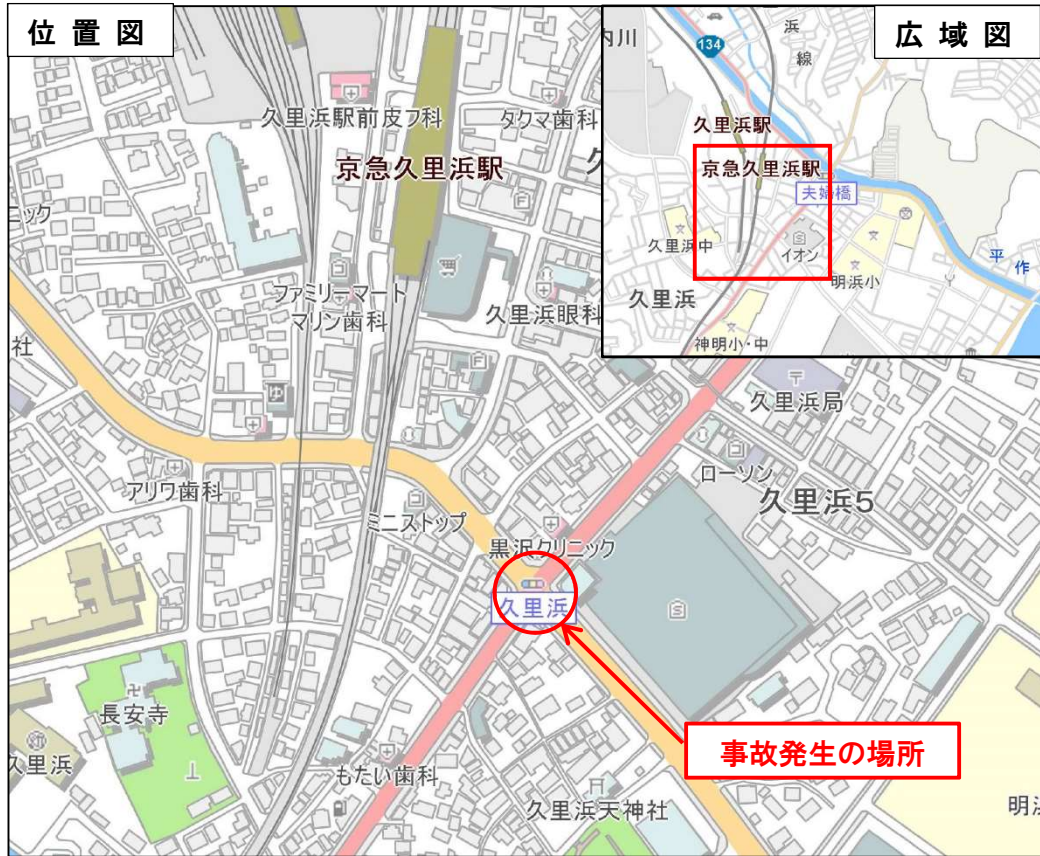 位置図
広域図
内川
134
浜
線
久里浜駅
京急久里浜駅
夫婦橋
久里浜中
イオン
明浜小
平作
久里浜
神明小・中
久里浜駅前皮フ科
タクマ歯科
京急久里浜駅
ミック
ファミリーマート
マリン歯科
久里浜眼科
社
ゆ
久里浜局
ローソン
アリワ歯科
久里浜5
ミニストップ
黒沢クリニック
久里浜
長安寺
事故発生の場所
久里浜
もたい歯科
久里浜天神社
明浜